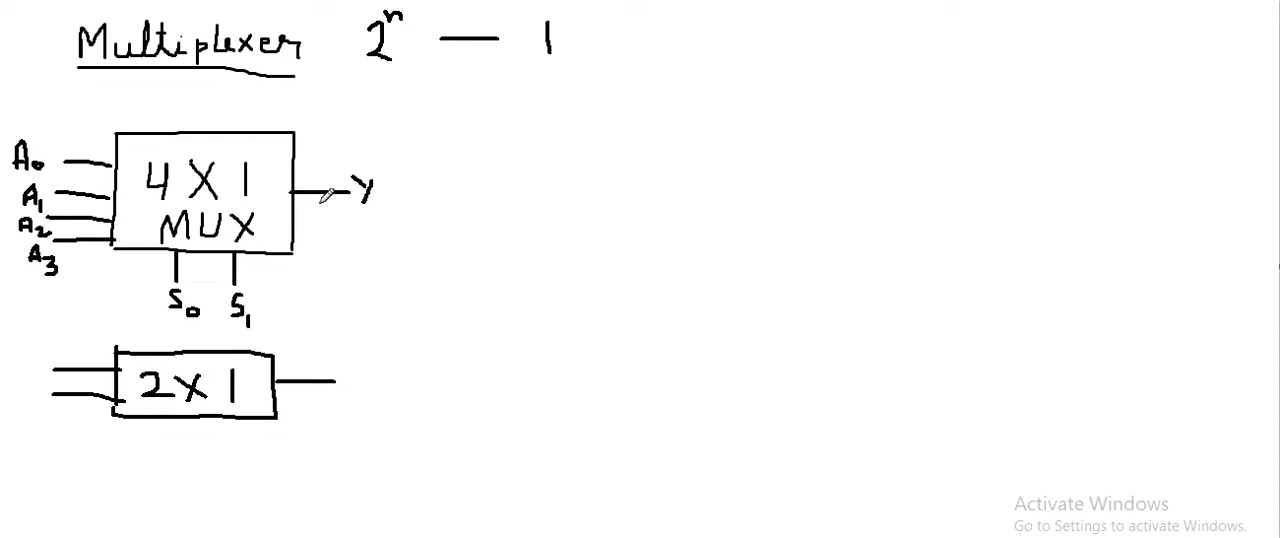 Multiplexer 2ⁿ — 1
A₀
4 X 1
A₁
Y
A₂
MUX
A₃
S₀ S₁
2 X 1
Activate Windows
Go to Settings to activate Windows.